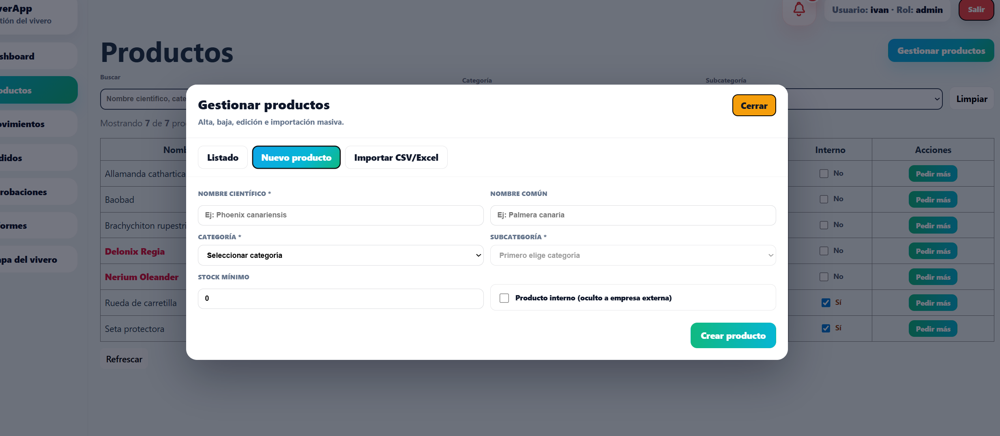 verApp
tión del vivero
shboard
oductos
ovimientos
didos
robaciones
formes
apa del vivero
Usuario: ivan · Rol: admin
Salir
Productos
Gestionar productos
Buscar
Categoría
Subcategoría
Nombre científico, cate
Limpiar
Mostrando 7 de 7 pro
Gestionar productos
Alta, baja, edición e importación masiva.
Cerrar
Listado
Nuevo producto
Importar CSV/Excel
NOMBRE CIENTÍFICO *
NOMBRE COMÚN
Ej: Phoenix canariensis
Ej: Palmera canaria
CATEGORÍA *
SUBCATEGORÍA *
Seleccionar categoría
Primero elige categoría
STOCK MÍNIMO
0
Producto interno (oculto a empresa externa)
Crear producto
Nomb
Interno
Acciones
Allamanda cathartica
No
Pedir más
Baobad
No
Pedir más
Brachychiton rupestri
No
Pedir más
Delonix Regia
No
Pedir más
Nerium Oleander
No
Pedir más
Rueda de carretilla
Sí
Pedir más
Seta protectora
Sí
Pedir más
Refrescar